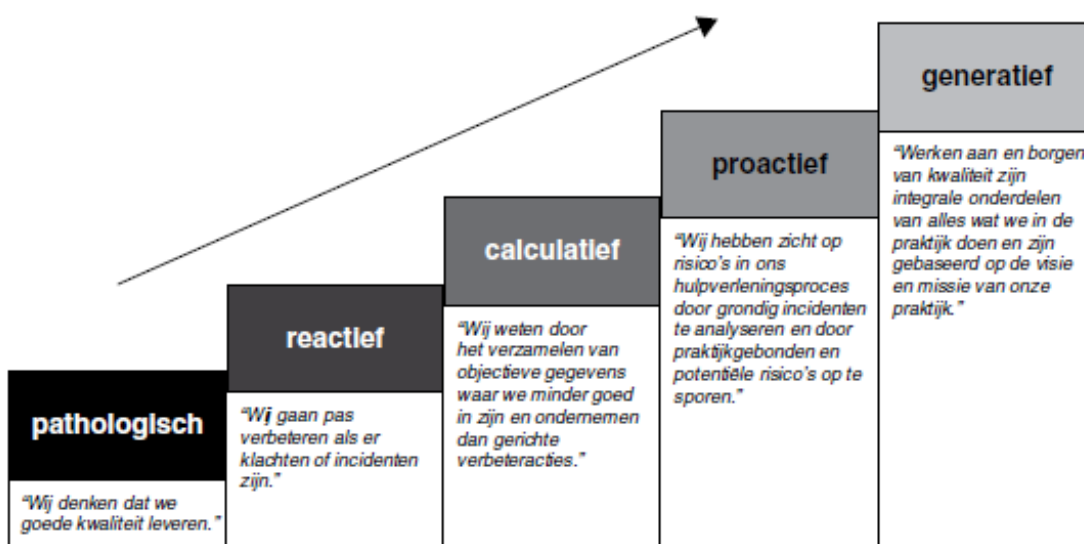 pathologisch
“Wij denken dat we
goede kwaliteit leveren.”
reactief
“Wij gaan pas
verbeteren als er
klachten of incidenten
zijn.”
calculatief
“Wij weten door
het verzamelen van
objectieve gegevens
waar we minder goed
in zijn en ondernemen
dan gerichte
verbeteracties.”
proactief
“Wij hebben zicht op
risico’s in ons
hulpverleningsproces
door grondig incidenten
te analyseren en door
praktijkgebonden en
potentiële risico’s op te
sporen.”
generatief
“Werken aan en borgen
van kwaliteit zijn
integrale onderdelen
van alles wat we in de
praktijk doen en zijn
gebaseerd op de visie
en missie van onze
praktijk.”